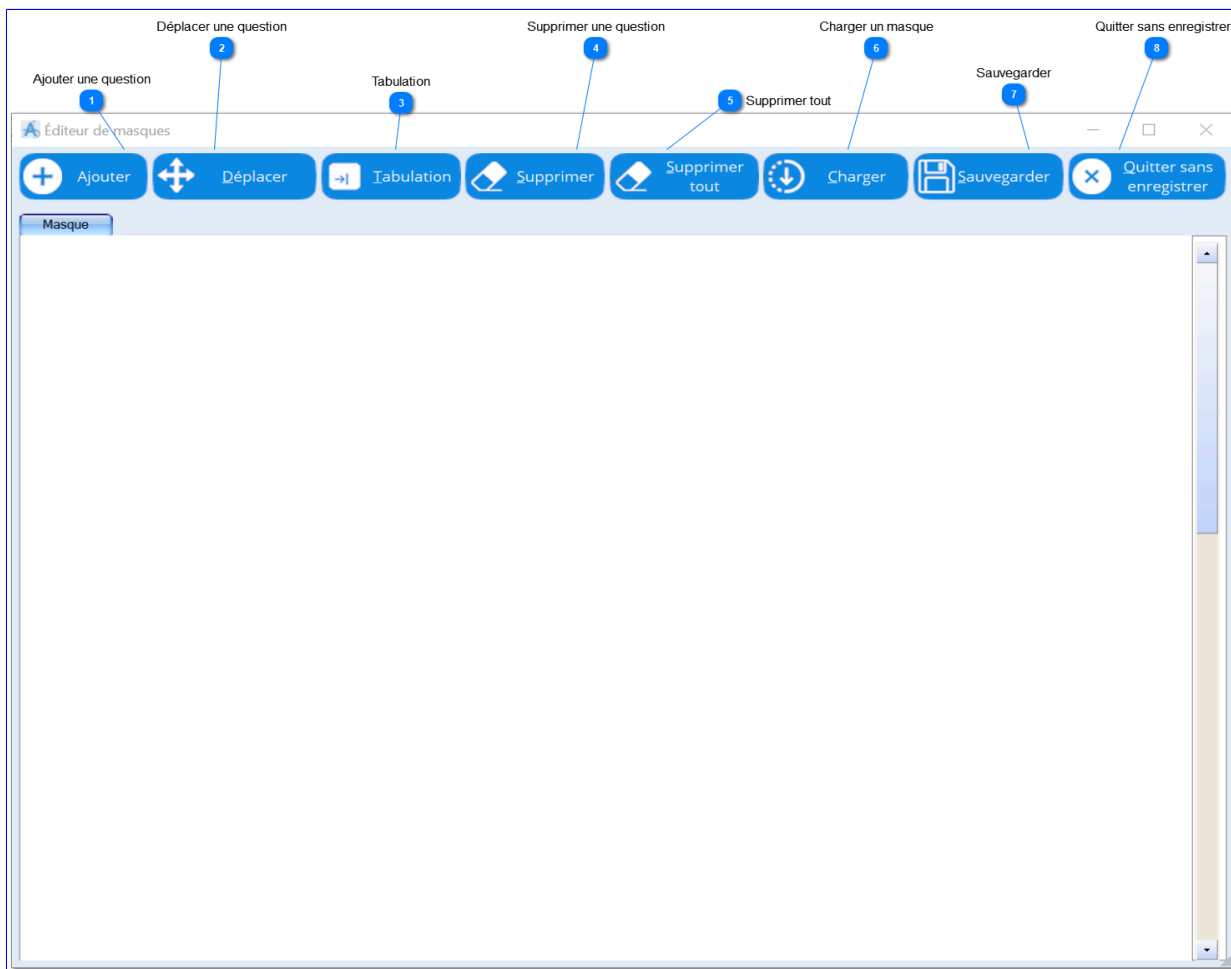 Déplacer une question
Supprimer une question
Charger un masque
Quitter sans enregistrer
2
4
6
8
Ajouter une question
Tabulation
Sauvegarder
1
3
5 Supprimer tout
7
Éditeur de masques
Ajouter
Déplacer
Tabulation
Supprimer
Supprimer
tout
Charger
Sauvegarder
Quitter sans
enregistrer
Masque